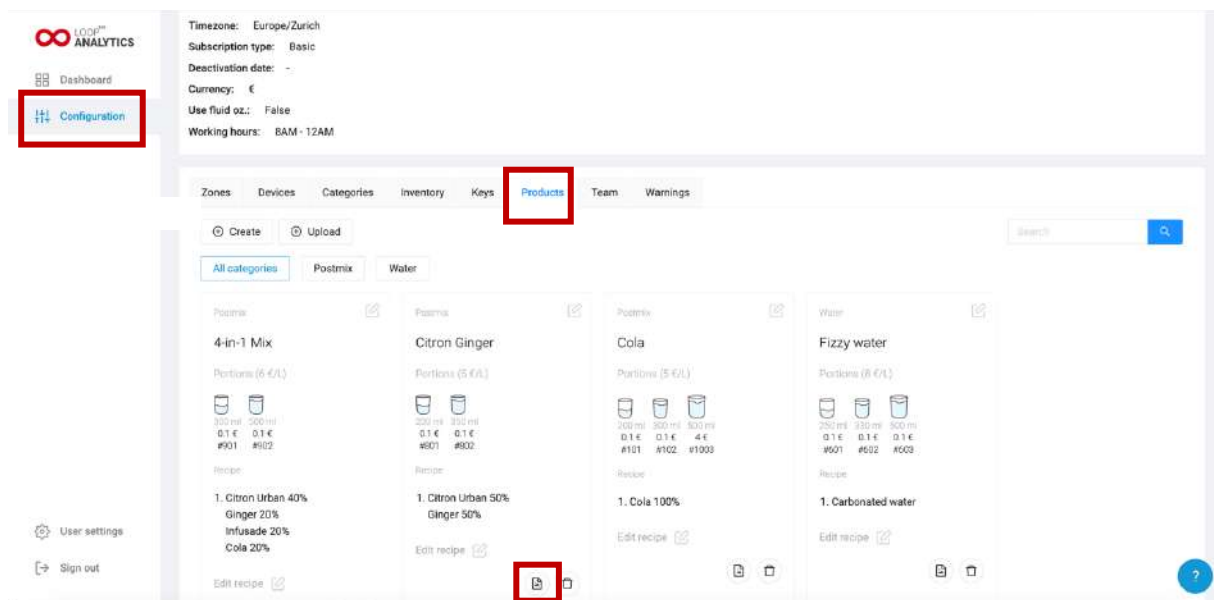 LOOP™
ANALYTICS
Dashboard
Configuration
User settings
Sign out
Timezone: Europe/Zurich
Subscription type: Basic
Deactivation date: -
Currency: €
Use fluid oz.: False
Working hours: 8AM - 12AM
Zones Devices Categories Inventory Keys Products Team Warnings
Create Upload Search
All categories Postmix Water
Postmix
4-in-1 Mix
Portions (6 €/L)
300 ml 500 ml
0.1 € 0.1 €
#901 #902
Recipe
1. Citron Urban 40%
Ginger 20%
Infusade 20%
Cola 20%
Edit recipe
Postmix
Citron Ginger
Portions (5 €/L)
200 ml 300 ml
0.1 € 0.1 €
#801 #802
Recipe
1. Citron Urban 50%
Ginger 50%
Edit recipe
Postmix
Cola
Portions (5 €/L)
200 ml 300 ml 500 ml
0.1 € 0.1 € 4 €
#101 #102 #1003
Recipe
1. Cola 100%
Edit recipe
Water
Fizzy water
Portions (8 €/L)
250 ml 330 ml 500 ml
0.1 € 0.1 € 0.1 €
#601 #602 #603
Recipe
1. Carbonated water
Edit recipe
?